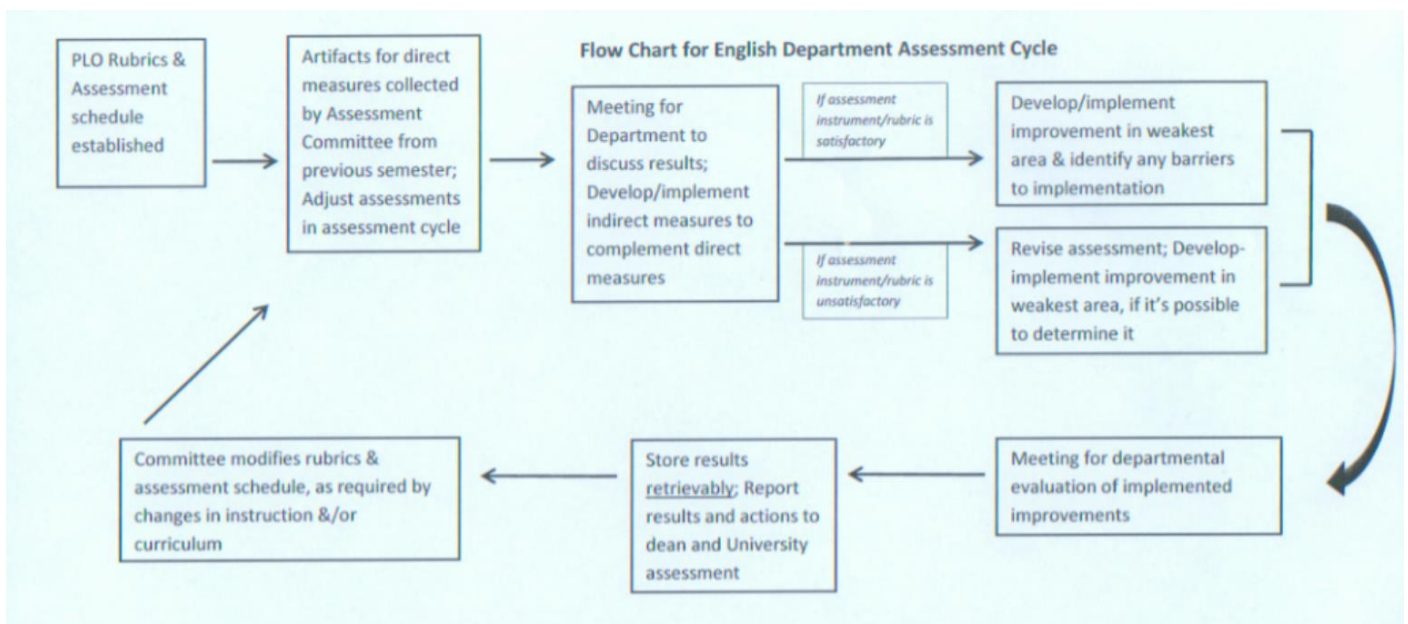 Flow Chart for English Department Assessment Cycle
PLO Rubrics &
Assessment
schedule
established
Artifacts for direct
measures collected
by Assessment
Committee from
previous semester;
Adjust assessments
in assessment cycle
Meeting for
Department to
discuss results;
Develop/implement
indirect measures to
complement direct
measures
If assessment
instrument/rubric is
satisfactory
Develop/implement
improvement in weakest
area & identify any barriers
to implementation
If assessment
instrument/rubric is
unsatisfactory
Revise assessment; Develop-
implement improvement in
weakest area, if it's possible
to determine it
Meeting for departmental
evaluation of implemented
improvements
Store results
retrievably; Report
results and actions to
dean and University
assessment
Committee modifies rubrics &
assessment schedule, as required by
changes in instruction &/or
curriculum